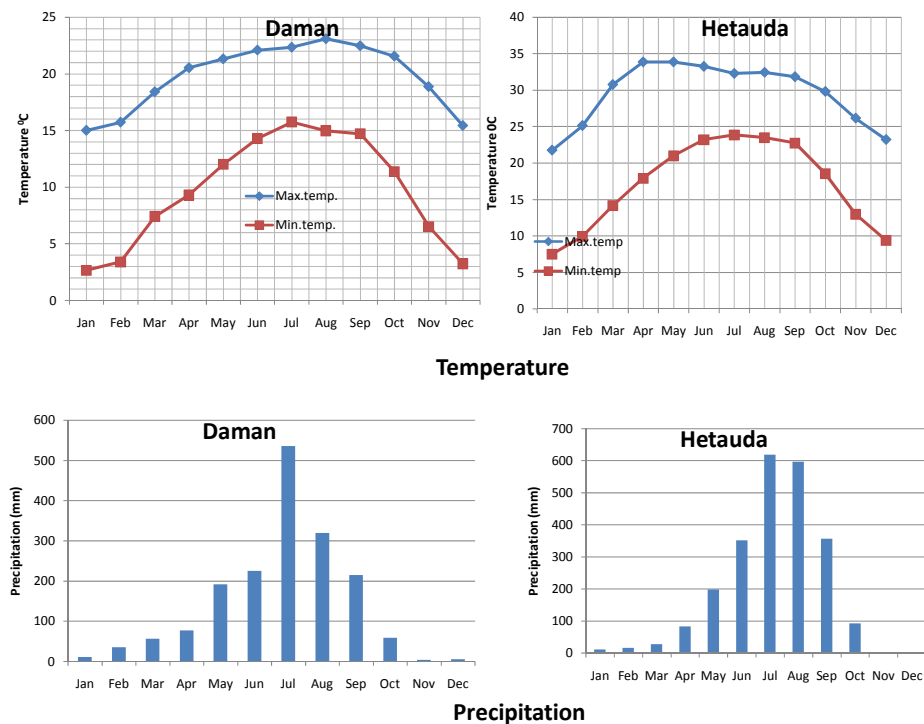 Daman
Temperature ⁰C
25
20
15
10
5
0
Max.temp.
Min.temp.
Jan Feb Mar Apr May Jun Jul Aug Sep Oct Nov Dec
Hetauda
Temperature 0C
40
35
30
25
20
15
10
5
0
Max.temp
Min.temp
Jan Feb Mar Apr May Jun Jul Aug Sep Oct Nov Dec
Temperature
Daman
Precipitation (mm)
600
500
400
300
200
100
0
Jan Feb Mar Apr May Jun Jul Aug Sep Oct Nov Dec
Hetauda
Precipitation (mm)
700
600
500
400
300
200
100
0
Jan Feb Mar Apr May Jun Jul Aug Sep Oct Nov Dec
Precipitation